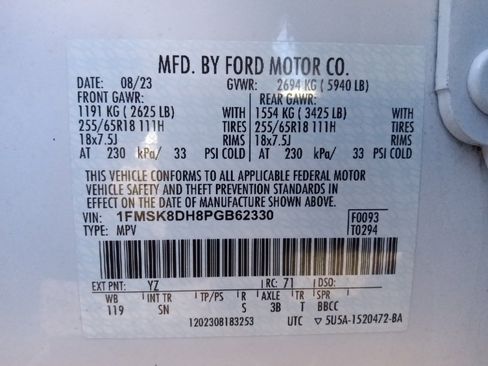 MFD. BY FORD MOTOR CO.
DATE: 08/23 GVWR: 2694 KG ( 5940 LB)
FRONT GAWR: REAR GAWR:
1191 KG ( 2625 LB) WITH 1554 KG ( 3425 LB) WITH
255/65R18 111H TIRES 255/65R18 111H TIRES
18x7.5J RIMS 18x7.5J RIMS
AT 230 kPa/ 33 PSI COLD AT 230 kPa/ 33 PSI COLD
THIS VEHICLE CONFORMS TO ALL APPLICABLE FEDERAL MOTOR
VEHICLE SAFETY AND THEFT PREVENTION STANDARDS IN
EFFECT ON THE DATE OF MANUFACTURE SHOWN ABOVE.
VIN: 1FMSK8DH8PGB62330 F0093
TYPE: MPV T0294
EXT PNT: YZ RC: 71 DSO:
WB INT TR TP/PS R AXLE TR SPR
119 SN S 3B T BBCC
1202308183253 UTC ▽ 5U5A-1520472-BA